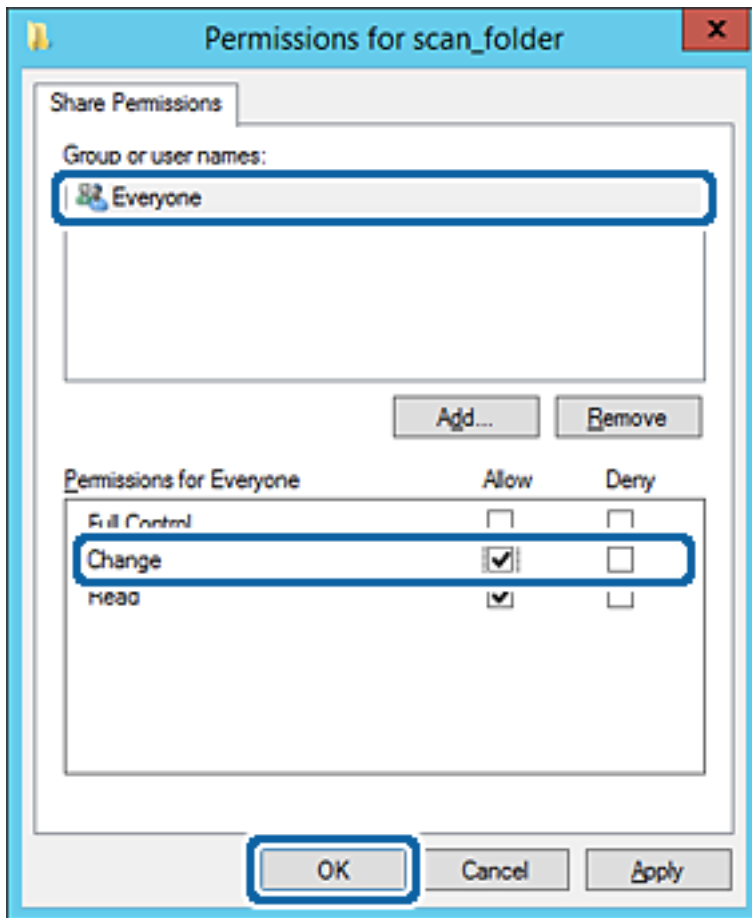 Permissions for scan_folder
x
Share Permissions
Group or user names:
Everyone
Add... Remove
Permissions for Everyone Allow Deny
Full Control
Change
Read
OK Cancel Apply